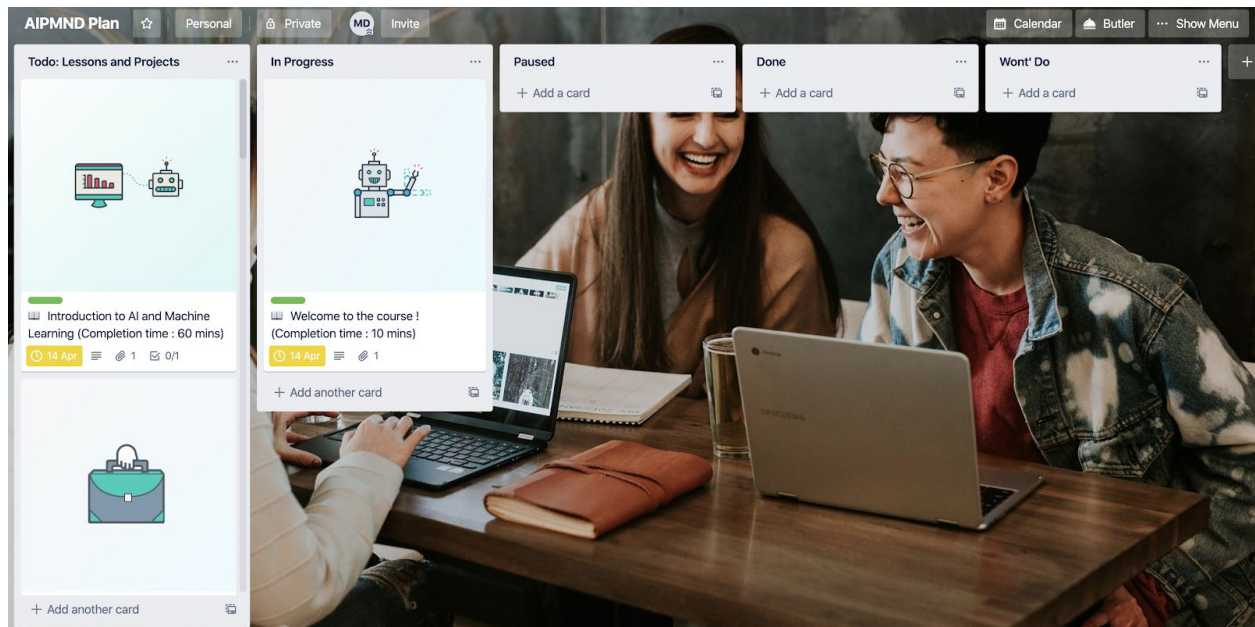 AIPMND Plan
Personal
Private
MD
Invite
Calendar
Butler
··· Show Menu
Todo: Lessons and Projects ···
Introduction to AI and Machine
Learning (Completion time : 60 mins)
14 Apr 1 0/1
+ Add another card
In Progress ···
Welcome to the course !
(Completion time : 10 mins)
14 Apr 1
+ Add another card
Paused ···
+ Add a card
Done ···
+ Add a card
Wont' Do ···
+ Add a card
+
chrome
SAMSUNG